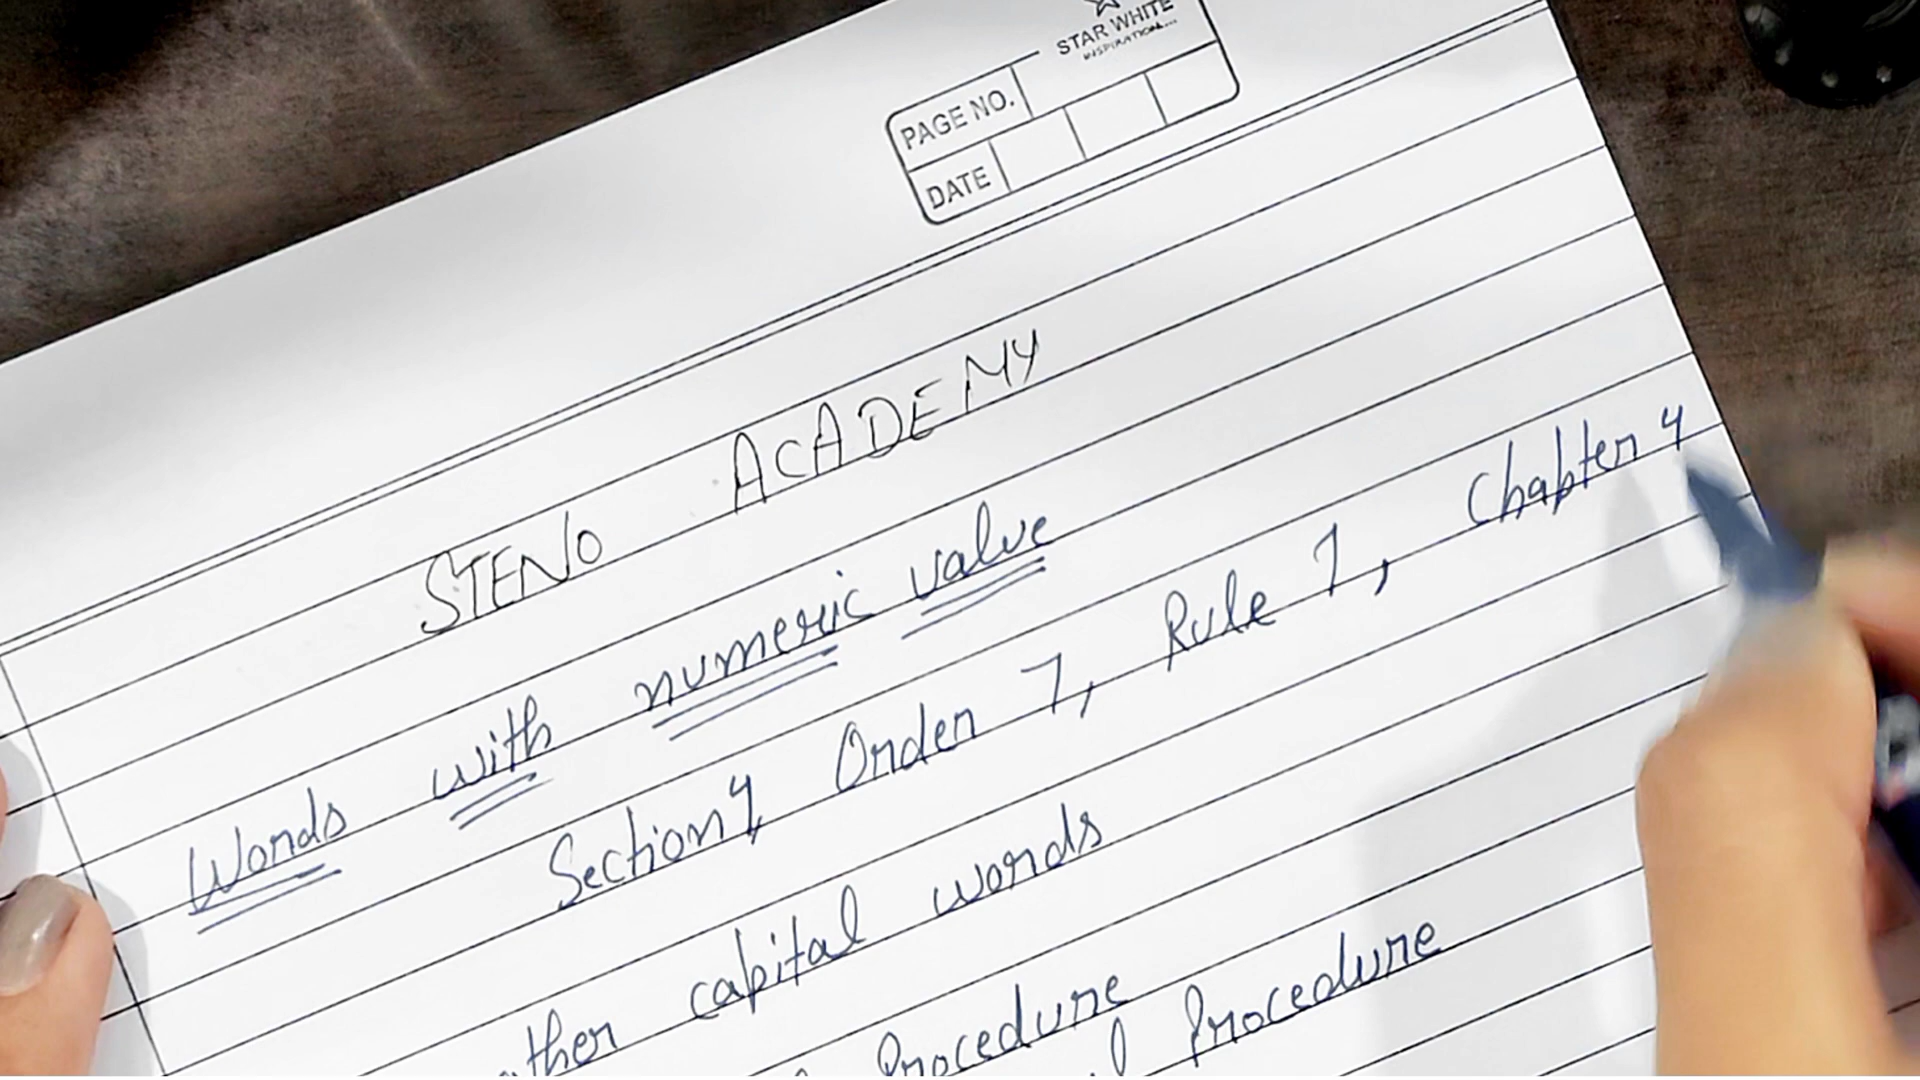 STAR WHITE
INSPIRATIONAL....
PAGE NO.
DATE
STENO ACADEMY
Words with numeric value
Section 4, Order 7, Rule 7, Chapter 4
capital words
Procedure
Procedure